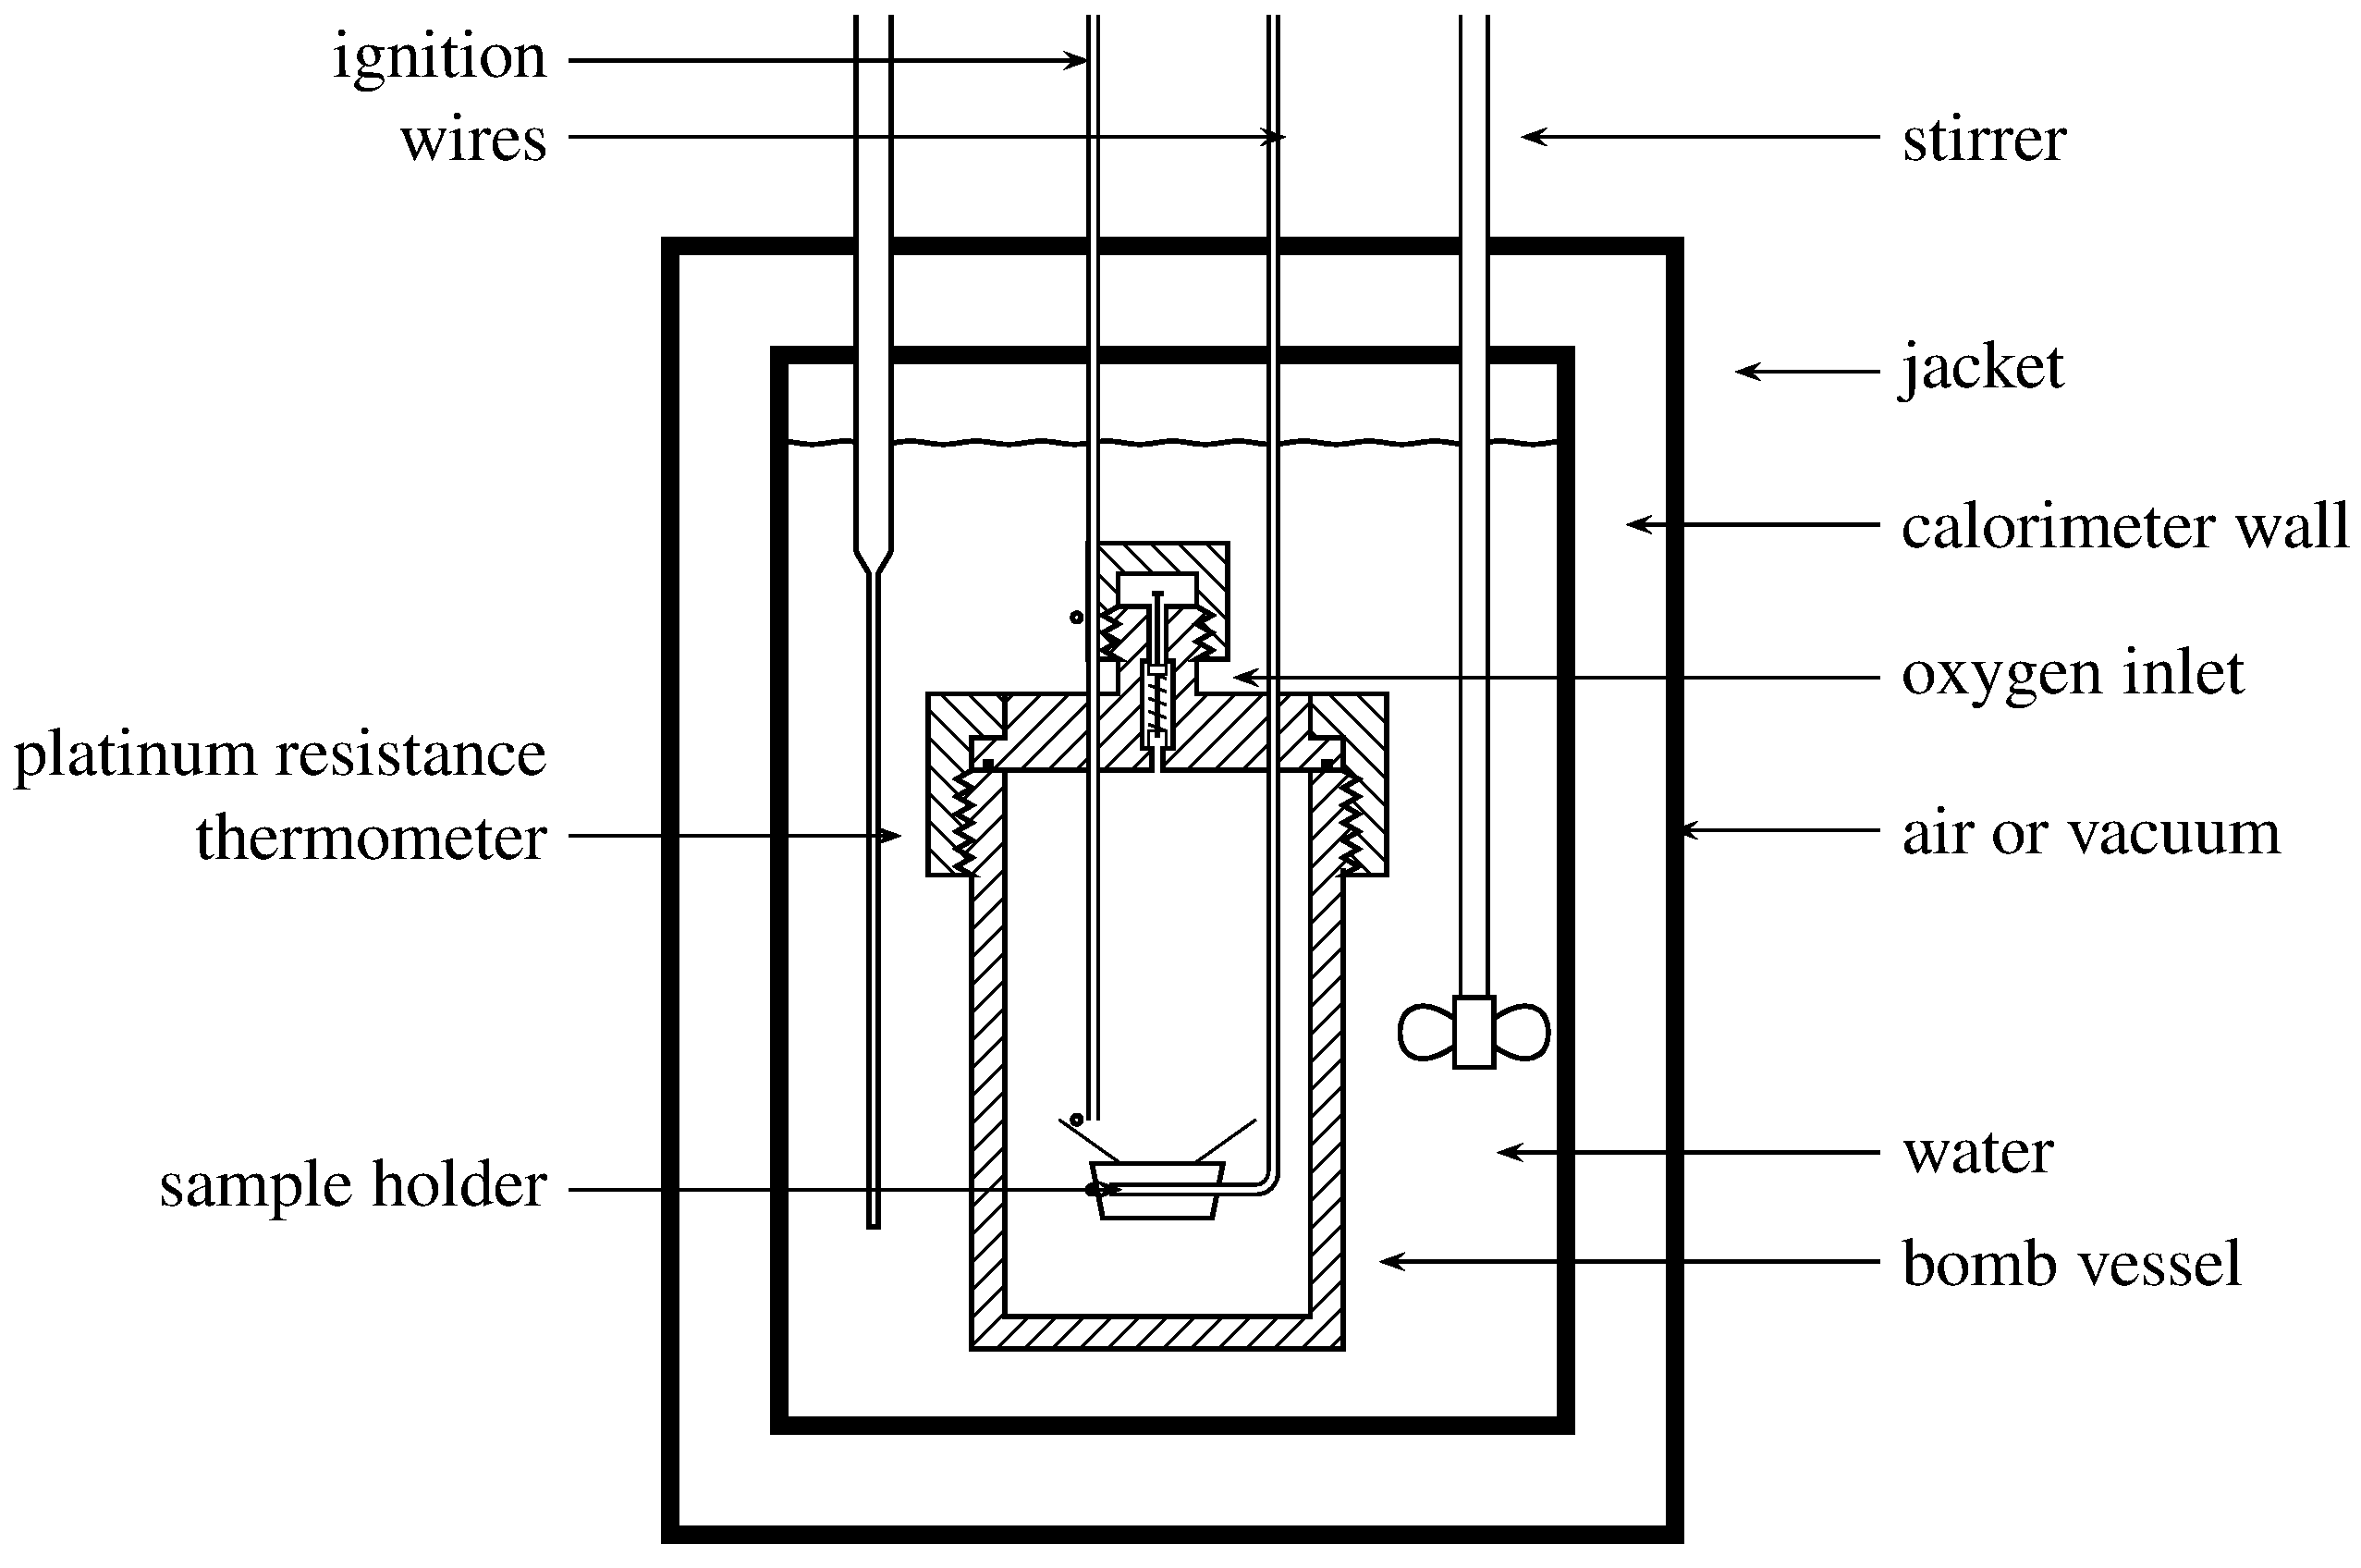 ignition
wires
platinum resistance
thermometer
sample holder
stirrer
jacket
calorimeter wall
oxygen inlet
air or vacuum
water
bomb vessel